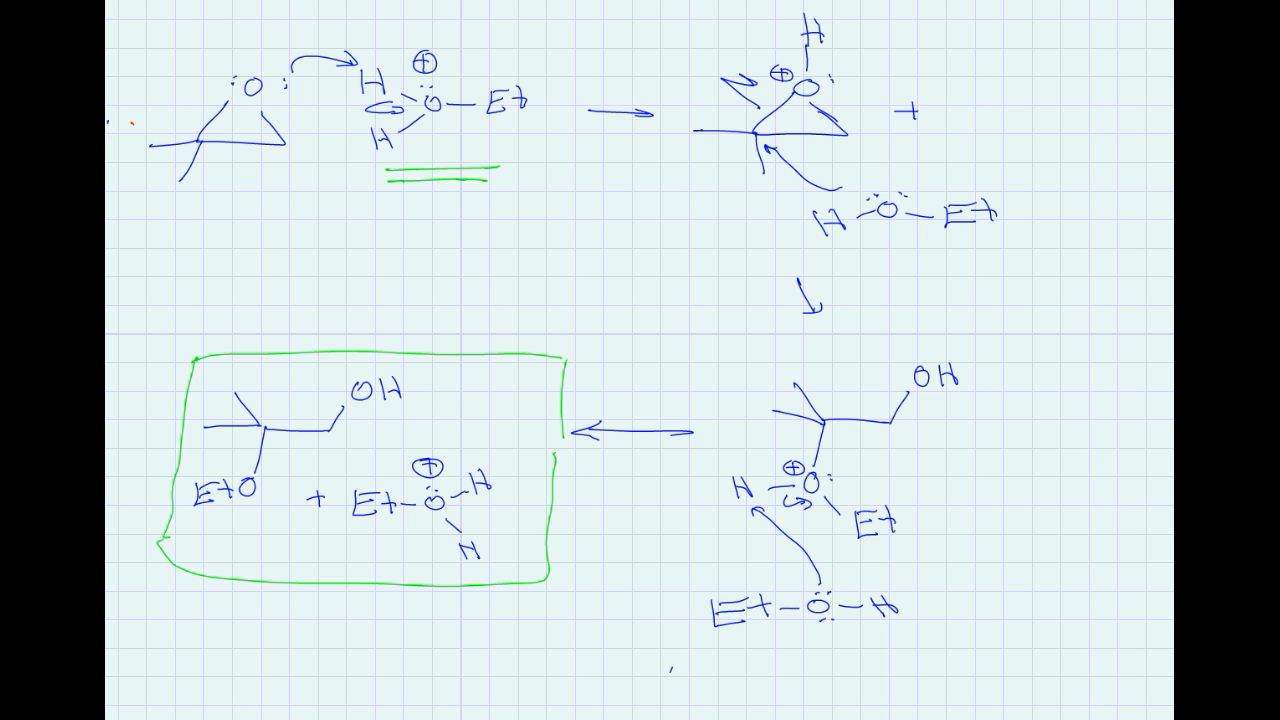 H
:O: H ⊕ Ö — Et
H
⊕ O: +
H — Ö — Et
OH
OH
⊕
H — O:
Et
EtO + Et — Ö — H
⊕
H
Et — Ö — H